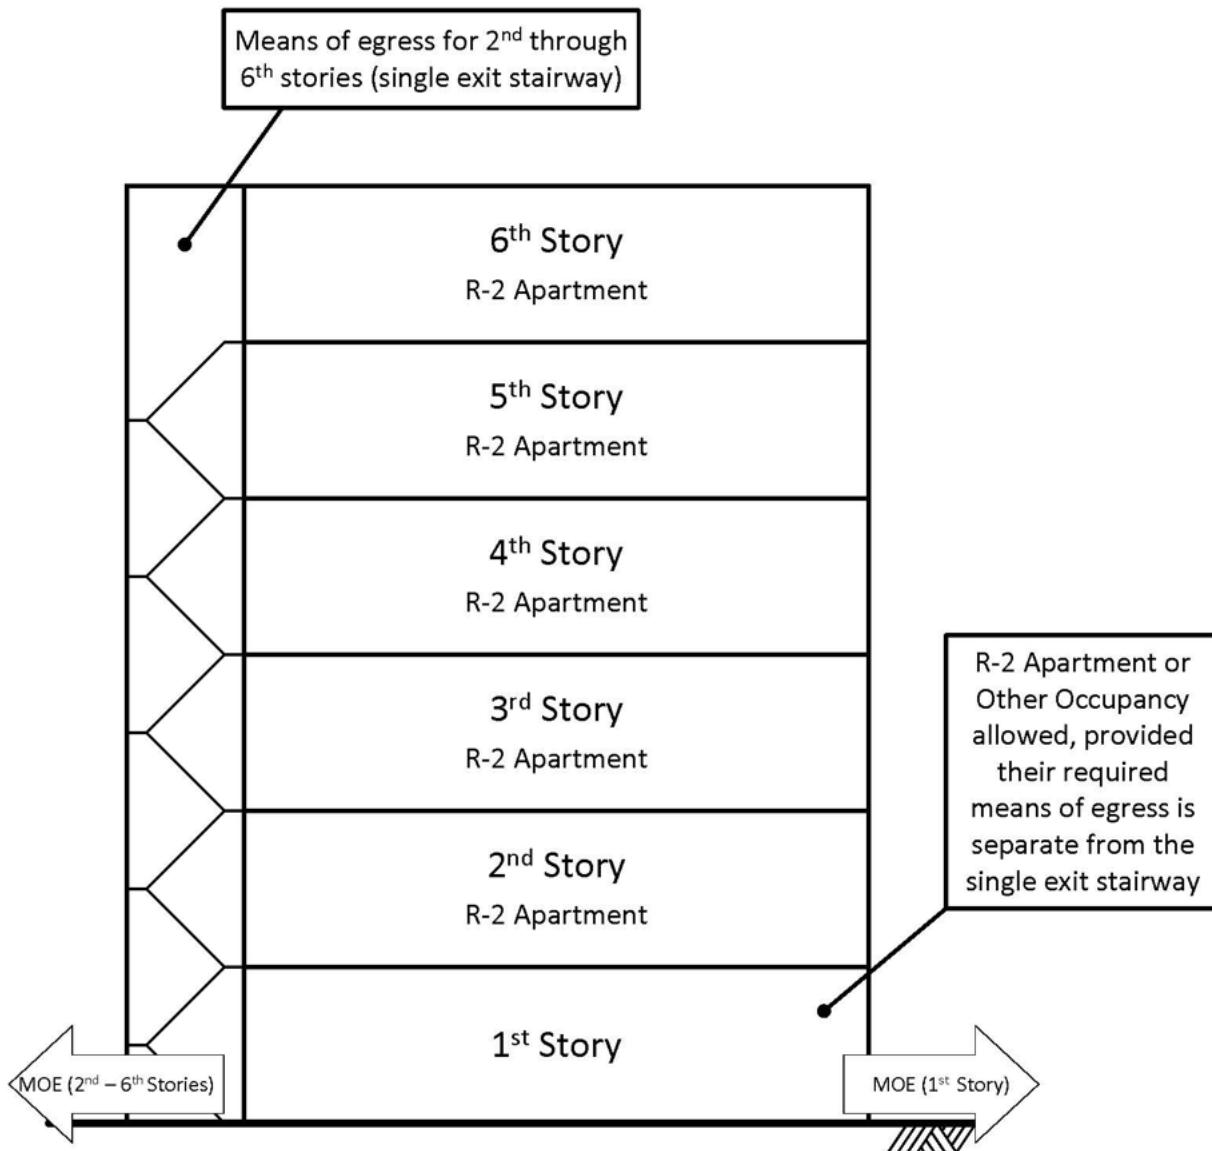 Means of egress for 2nd through
6th stories (single exit stairway)
6th Story
R-2 Apartment
5th Story
R-2 Apartment
4th Story
R-2 Apartment
3rd Story
R-2 Apartment
2nd Story
R-2 Apartment
R-2 Apartment or
Other Occupancy
allowed, provided
their required
means of egress is
separate from the
single exit stairway
1st Story
MOE (2nd – 6th Stories)
MOE (1st Story)